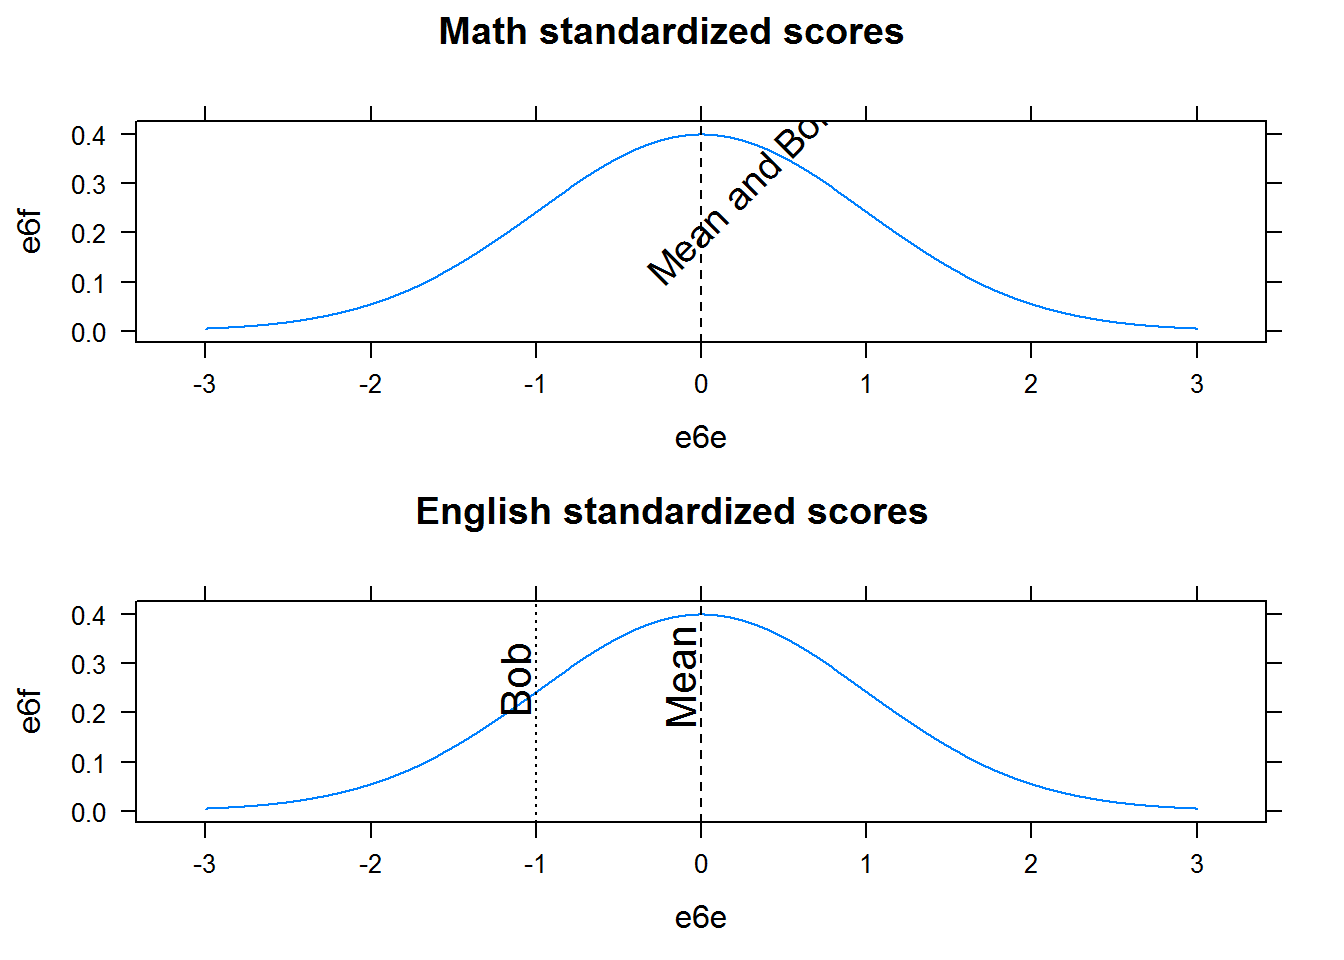 Math standardized scores
0.4
0.3
0.2
0.1
0.0
e6f
Mean and Bo
-3 -2 -1 0 1 2 3
e6e
English standardized scores
0.4
0.3
0.2
0.1
0.0
e6f
Bob
Mean
-3 -2 -1 0 1 2 3
e6e